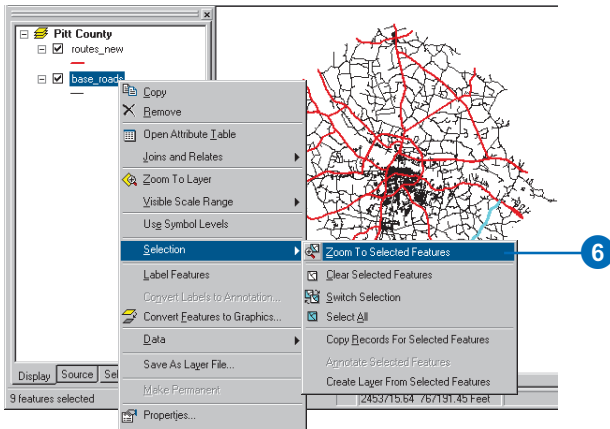 Pitt County
routes_new
base_roads
Copy
Remove
Open Attribute Table
Joins and Relates
Zoom To Layer
Visible Scale Range
Use Symbol Levels
Selection
Label Features
Convert Labels to Annotation...
Convert Features to Graphics...
Data
Save As Layer File...
Make Permanent
Properties...
Zoom To Selected Features
Clear Selected Features
Switch Selection
Select All
Copy Records For Selected Features
Annotate Selected Features
Create Layer From Selected Features
6
Display Source Sel
9 features selected
2453715.64 767191.45 Feet